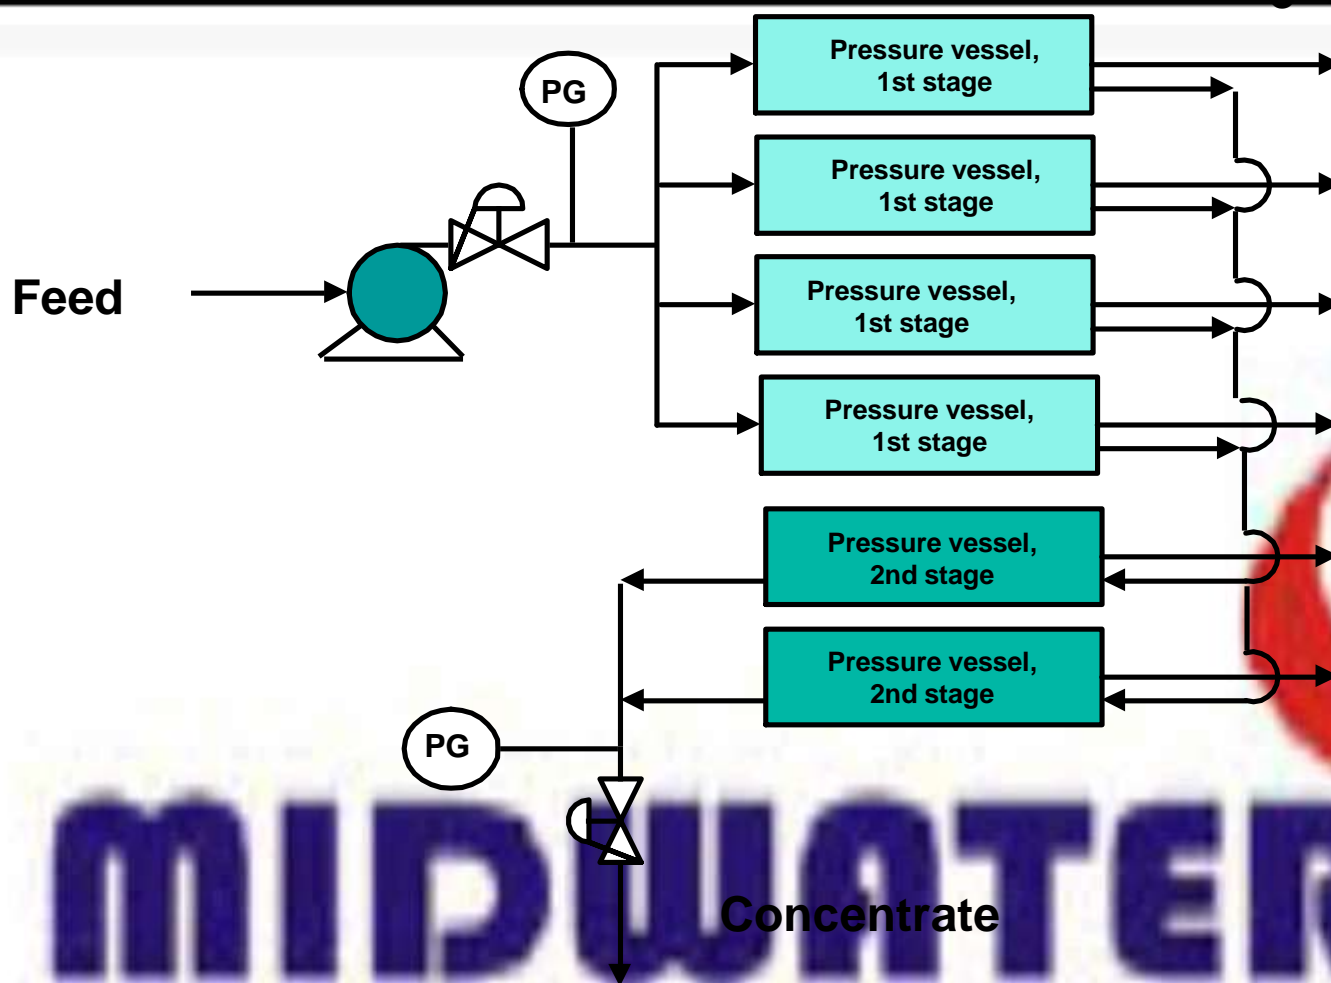 PG
Pressure vessel,
1st stage
Pressure vessel,
1st stage
Feed
Pressure vessel,
1st stage
Pressure vessel,
1st stage
Pressure vessel,
2nd stage
Pressure vessel,
2nd stage
PG
MIDWATER
Concentrate